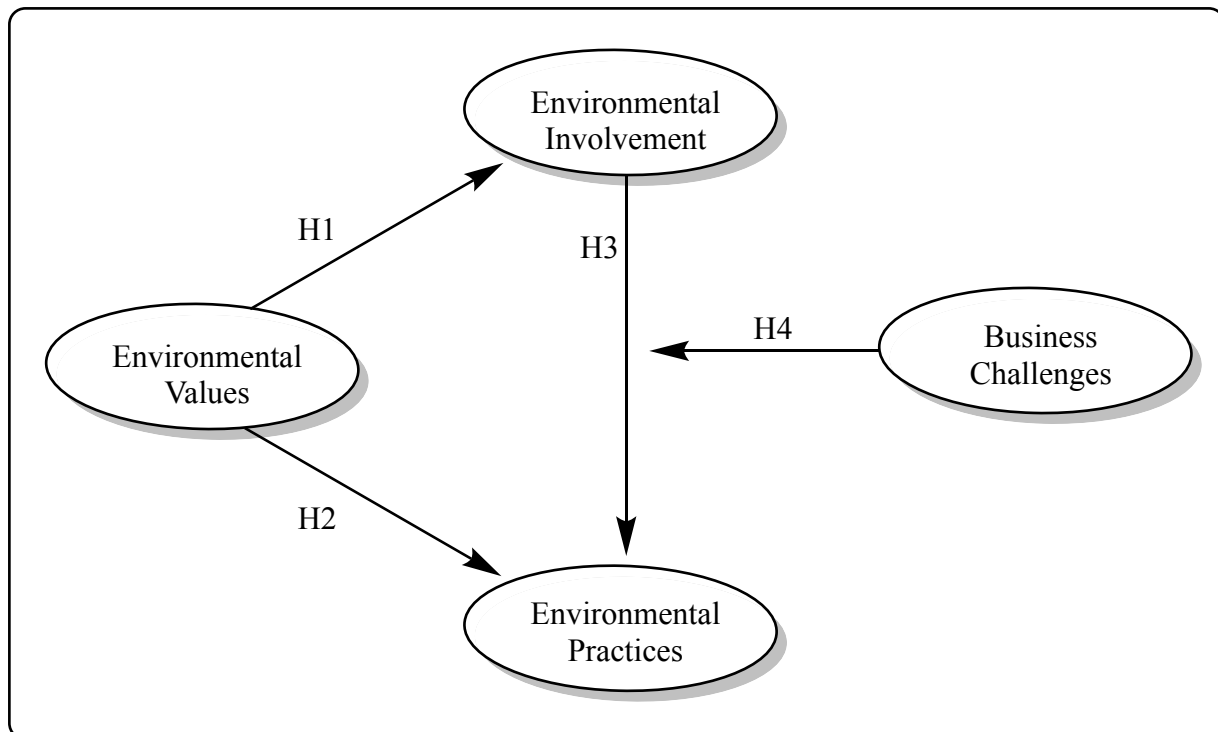 Environmental
Involvement
H1
H3
Environmental
Values
H4
Business
Challenges
H2
Environmental
Practices